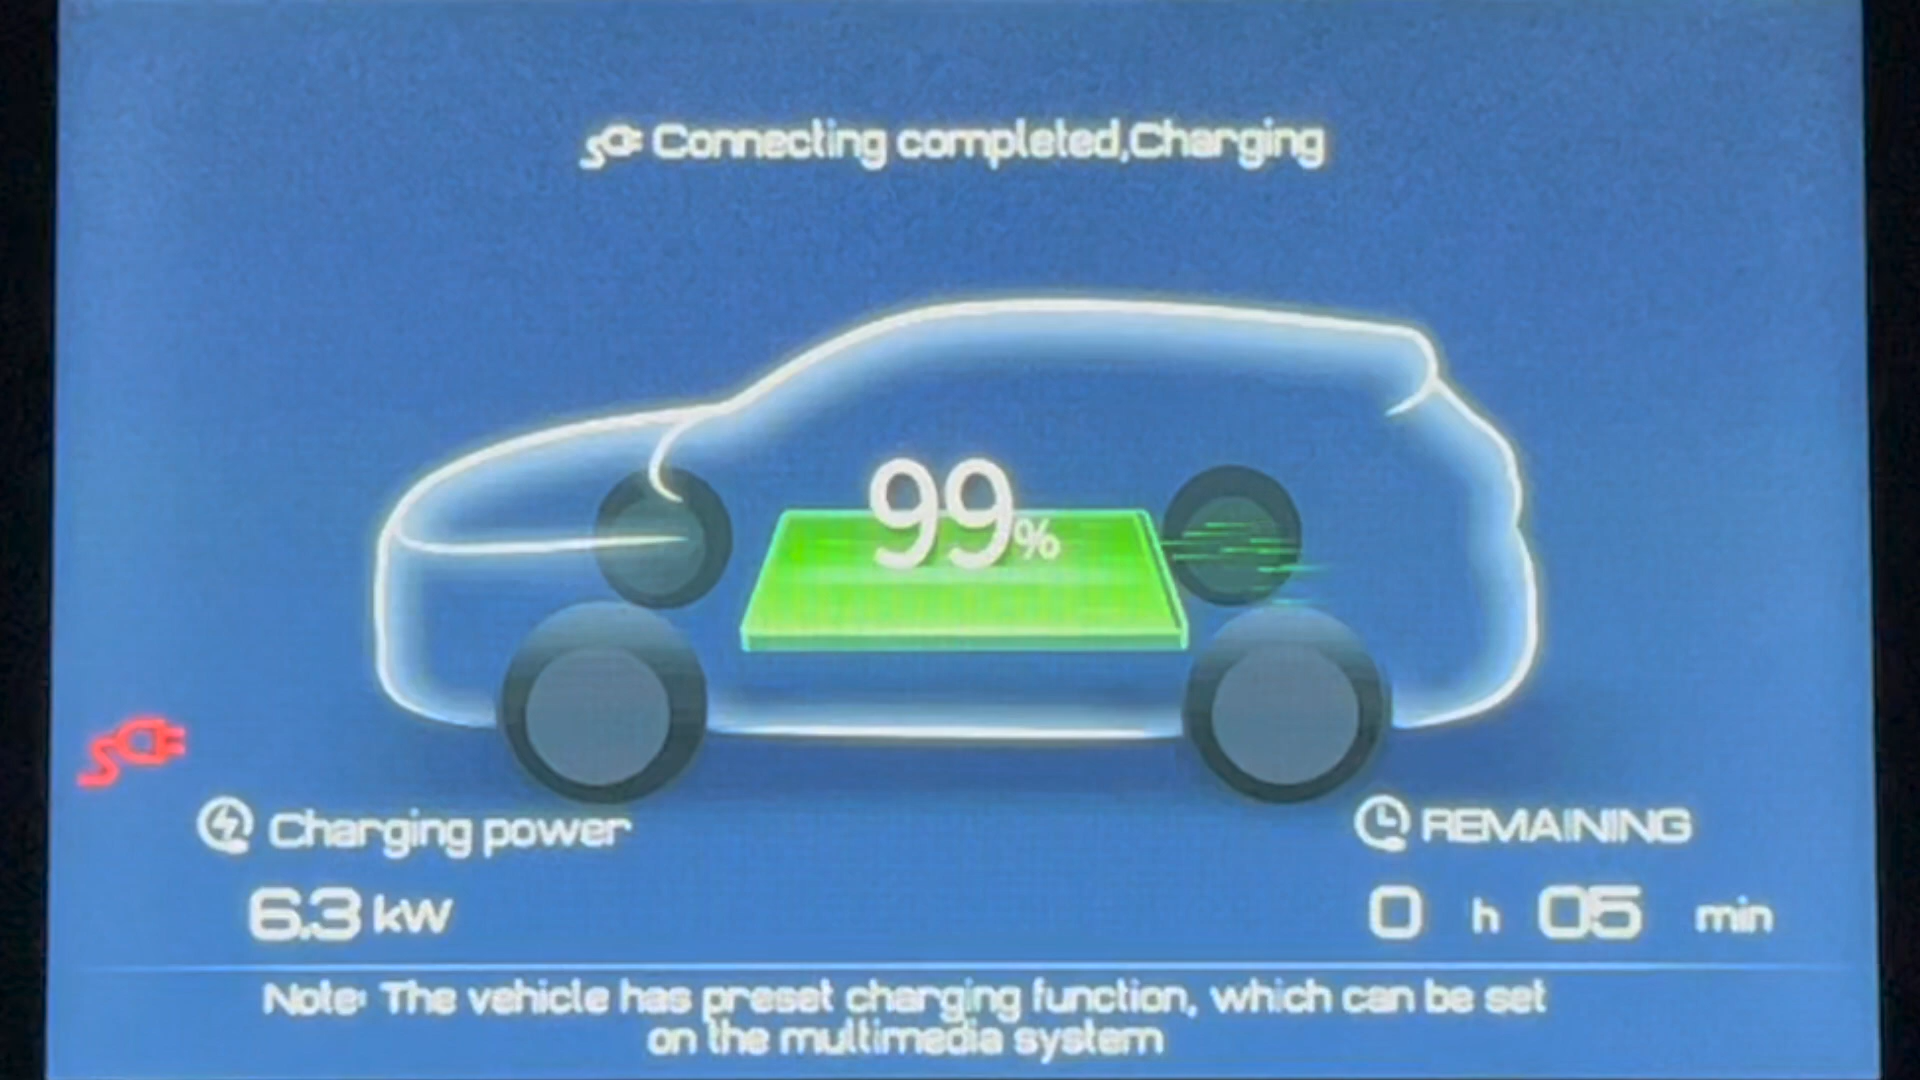 Connecting completed,Charging
99%
Charging power
REMAINING
6.3 kW
0 h 05 min
Note: The vehicle has preset charging function, which can be set
on the multimedia system